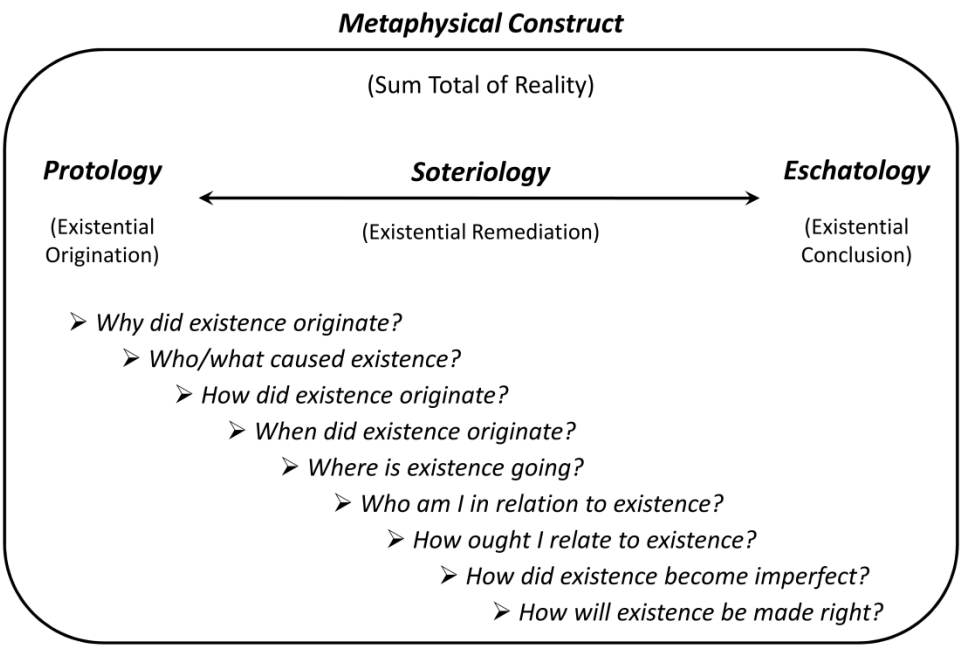 Metaphysical Construct
(Sum Total of Reality)
Protology
Soteriology
Eschatology
(Existential
Origination)
(Existential Remediation)
(Existential
Conclusion)
Why did existence originate?
Who/what caused existence?
How did existence originate?
When did existence originate?
Where is existence going?
Who am I in relation to existence?
How ought I relate to existence?
How did existence become imperfect?
How will existence be made right?